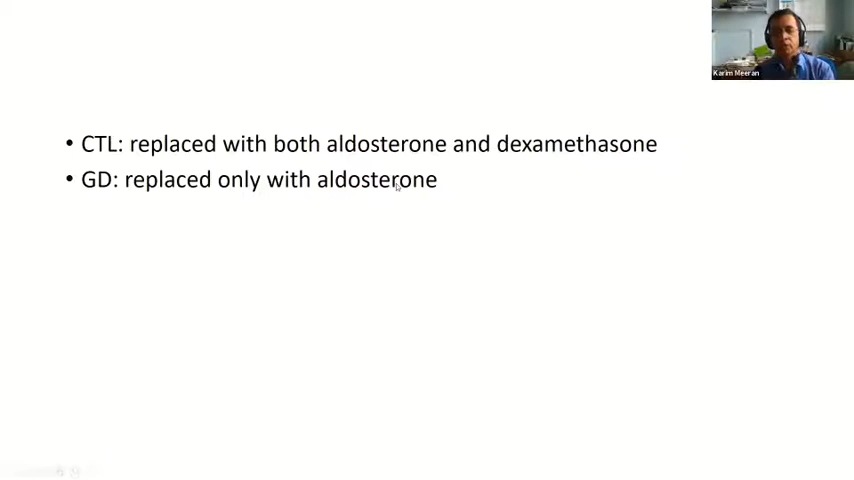 Karim Meeran
• CTL: replaced with both aldosterone and dexamethasone
• GD: replaced only with aldosterone